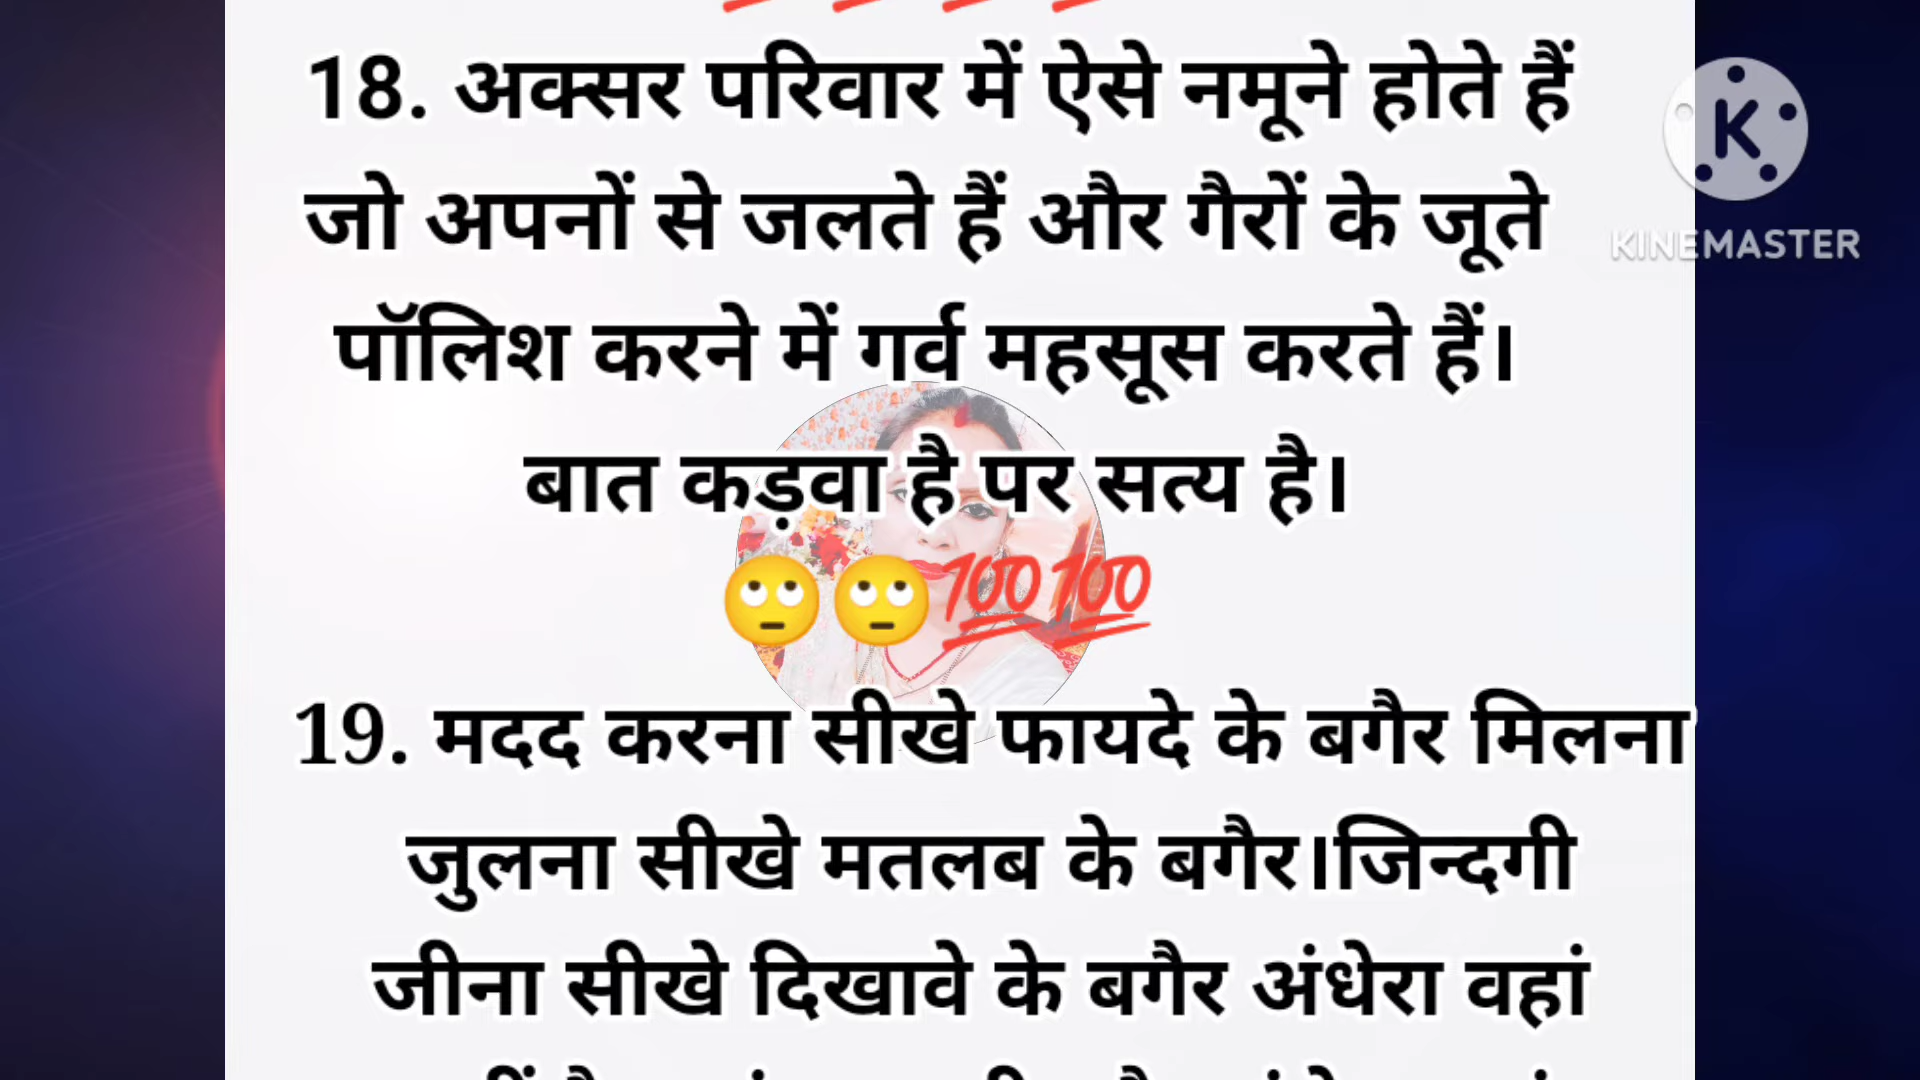 18. अक्सर परिवार में ऐसे नमूने होते हैं
जो अपनों से जलते हैं और गैरों के जूते
पॉलिश करने में गर्व महसूस करते हैं।
बात कड़वा है पर सत्य है।
🙄🙄💯💯
19. मदद करना सीखे फायदे के बगैर मिलना
जुलना सीखे मतलब के बगैर।जिन्दगी
जीना सीखे दिखावे के बगैर अंधेरा वहां
K
KINEMASTER